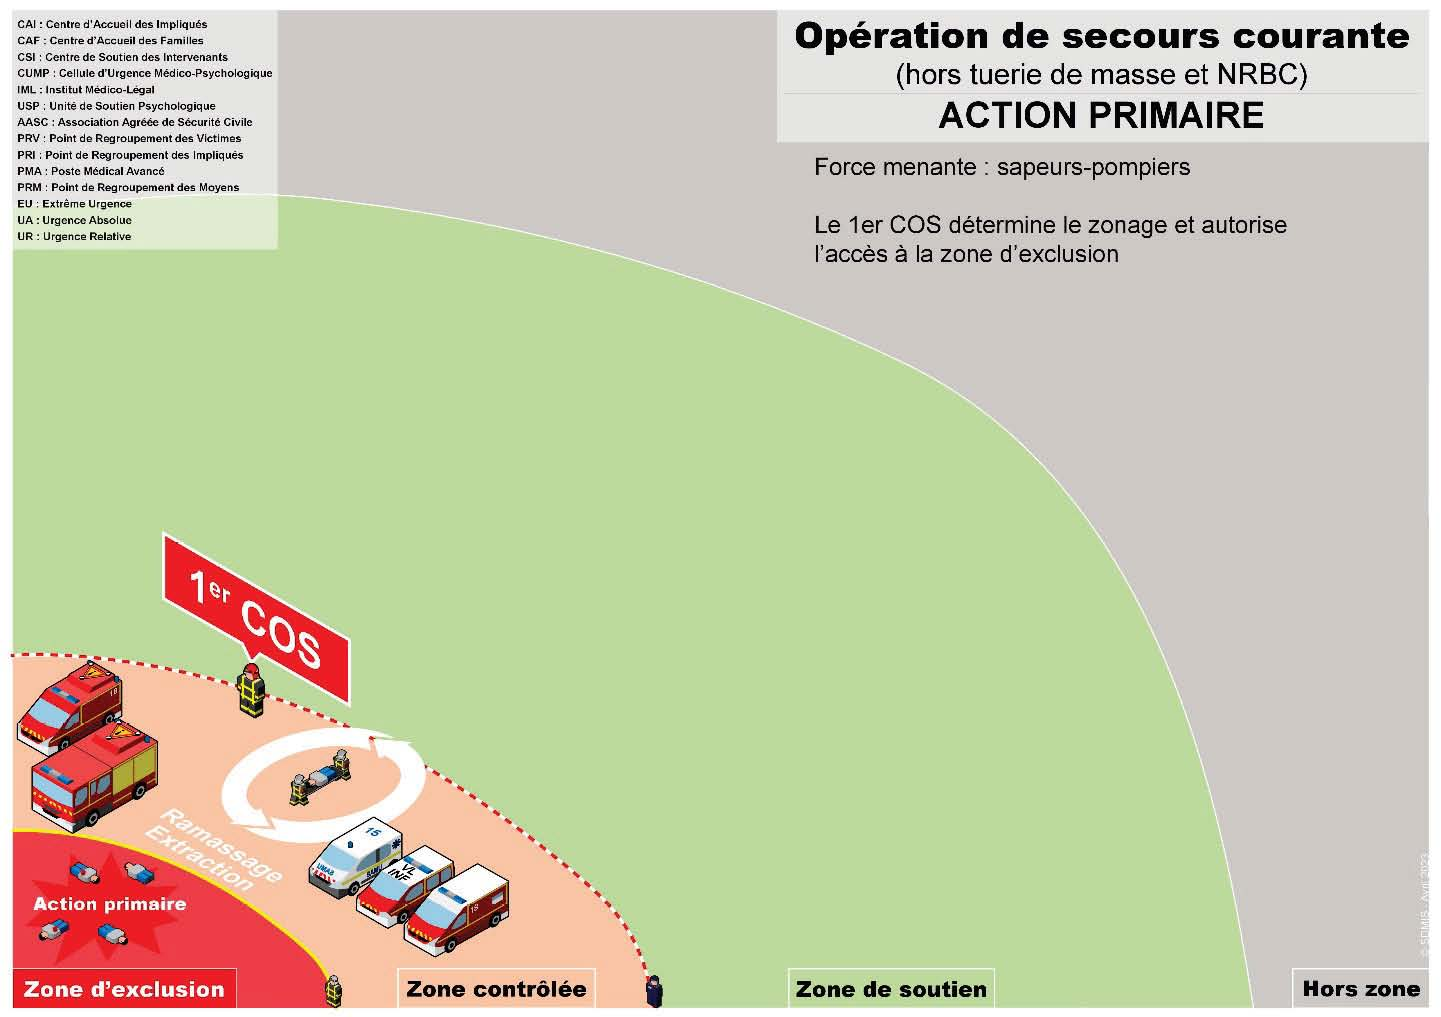 CAI : Centre d'Accueil des Impliqués
CAF : Centre d'Accueil des Familles
CSI : Centre de Soutien des Intervenants
CUMP : Cellule d'Urgence Médico-Psychologique
IML : Institut Médico-Légal
USP : Unité de Soutien Psychologique
AASC : Association Agréée de Sécurité Civile
PRV : Point de Regroupement des Victimes
PRI : Point de Regroupement des Impliqués
PMA : Poste Médical Avancé
PRM : Point de Regroupement des Moyens
EU : Extrême Urgence
UA : Urgence Absolue
UR : Urgence Relative
Opération de secours courante
(hors tuerie de masse et NRBC)
ACTION PRIMAIRE
Force menante : sapeurs-pompiers
Le 1er COS détermine le zonage et autorise
l'accès à la zone d'exclusion
1er COS
18
Ramassage
Extraction
15
SAMU
VL
INF
18
Action primaire
Zone d'exclusion
Zone contrôlée
Zone de soutien
Hors zone
© SDMIS - Avril 2023